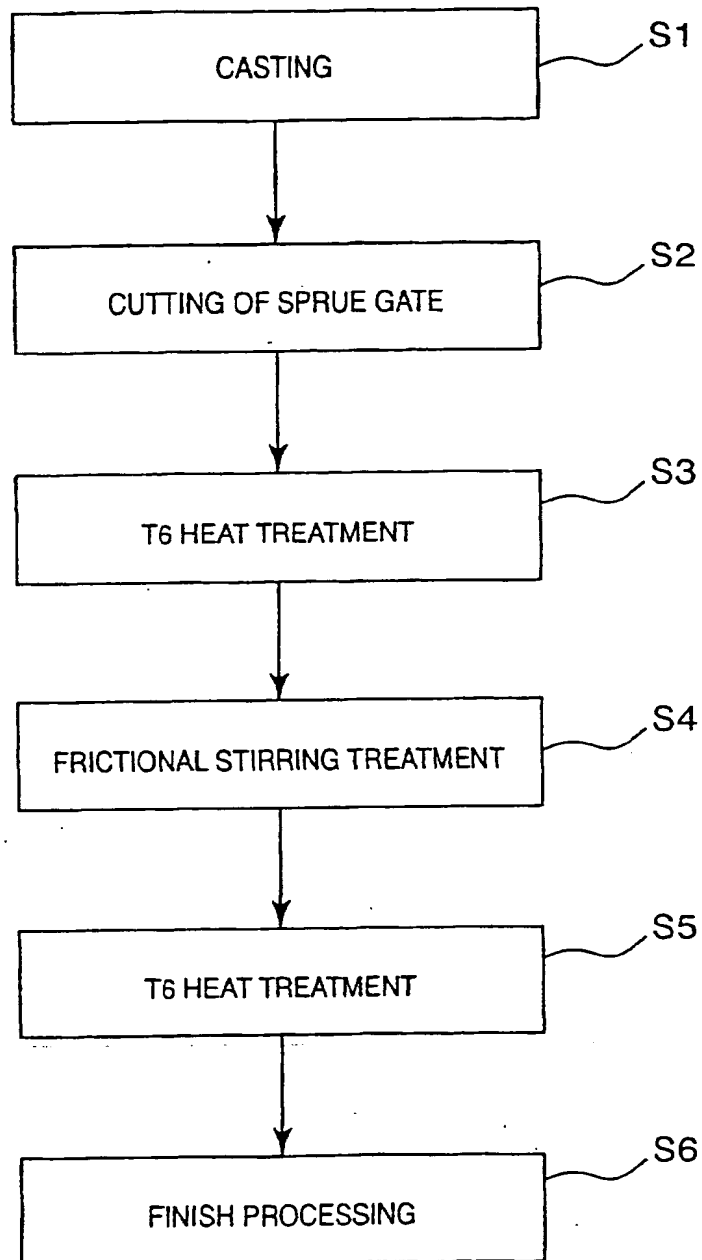 CASTING
S1
CUTTING OF SPRUE GATE
S2
T6 HEAT TREATMENT
S3
FRICTIONAL STIRRING TREATMENT
S4
T6 HEAT TREATMENT
S5
FINISH PROCESSING
S6